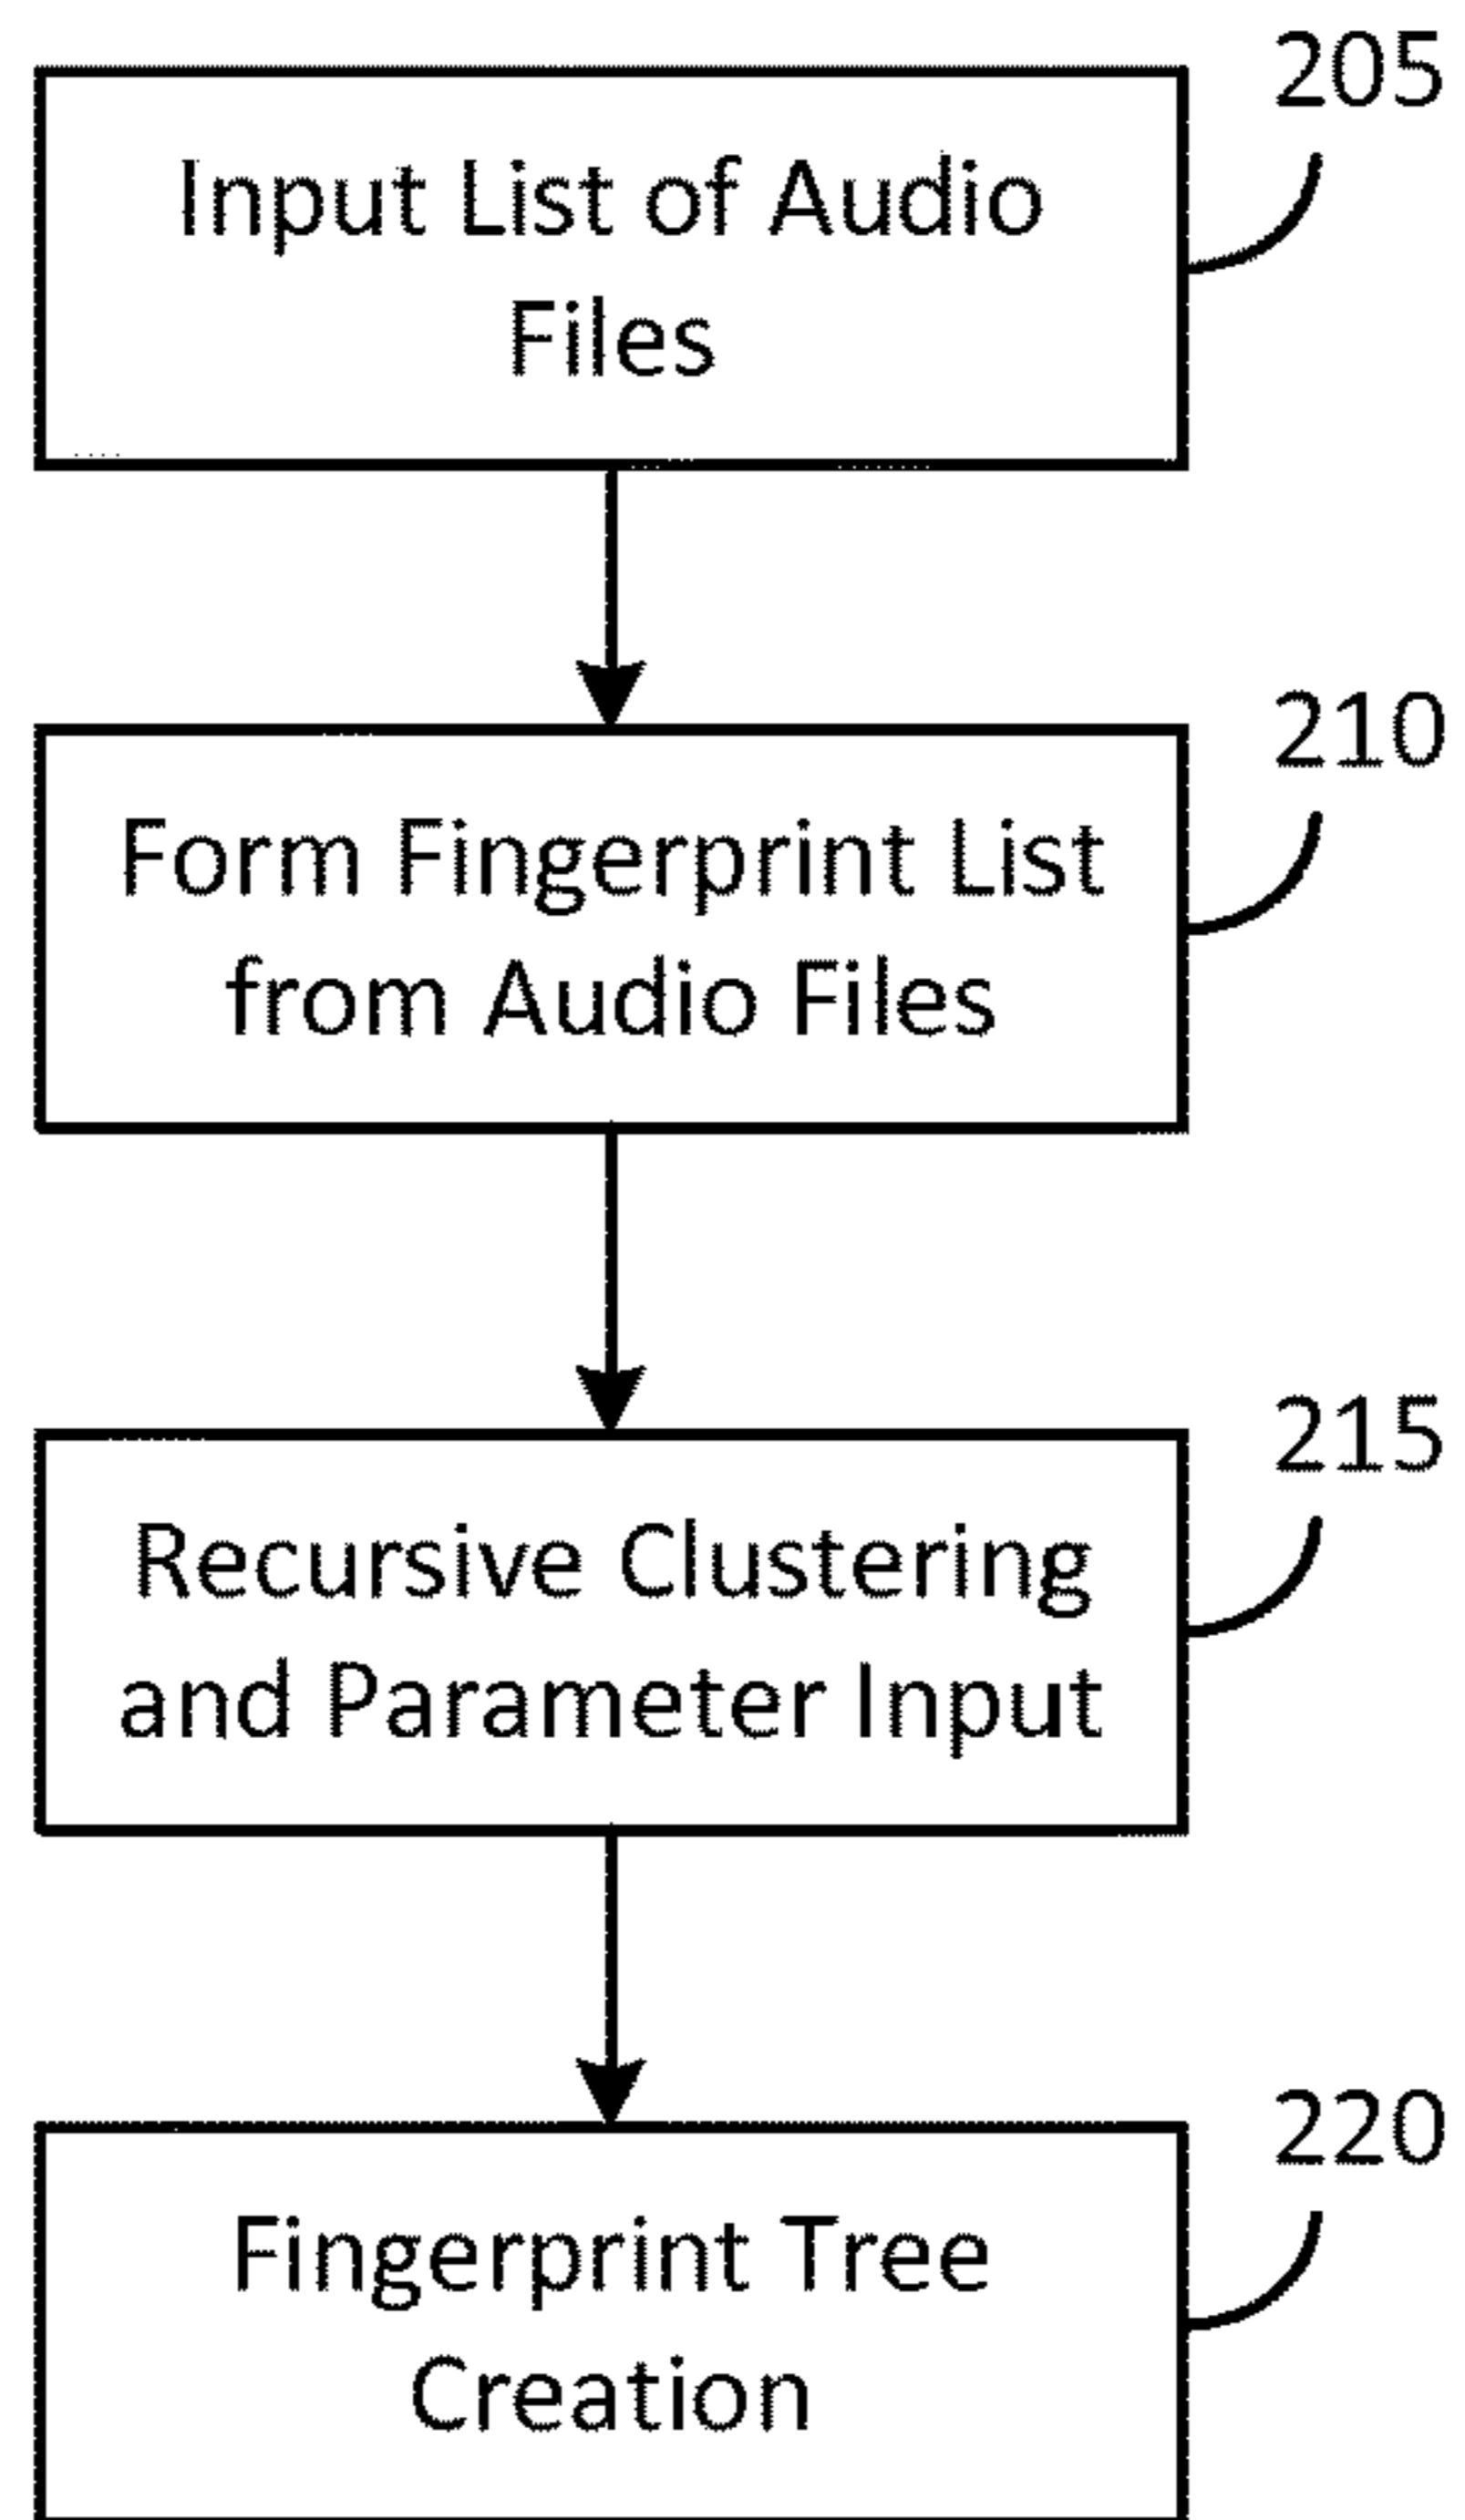 205
Input List of Audio
Files
210
Form Fingerprint List
from Audio Files
215
Recursive Clustering
and Parameter Input
220
Fingerprint Tree
Creation